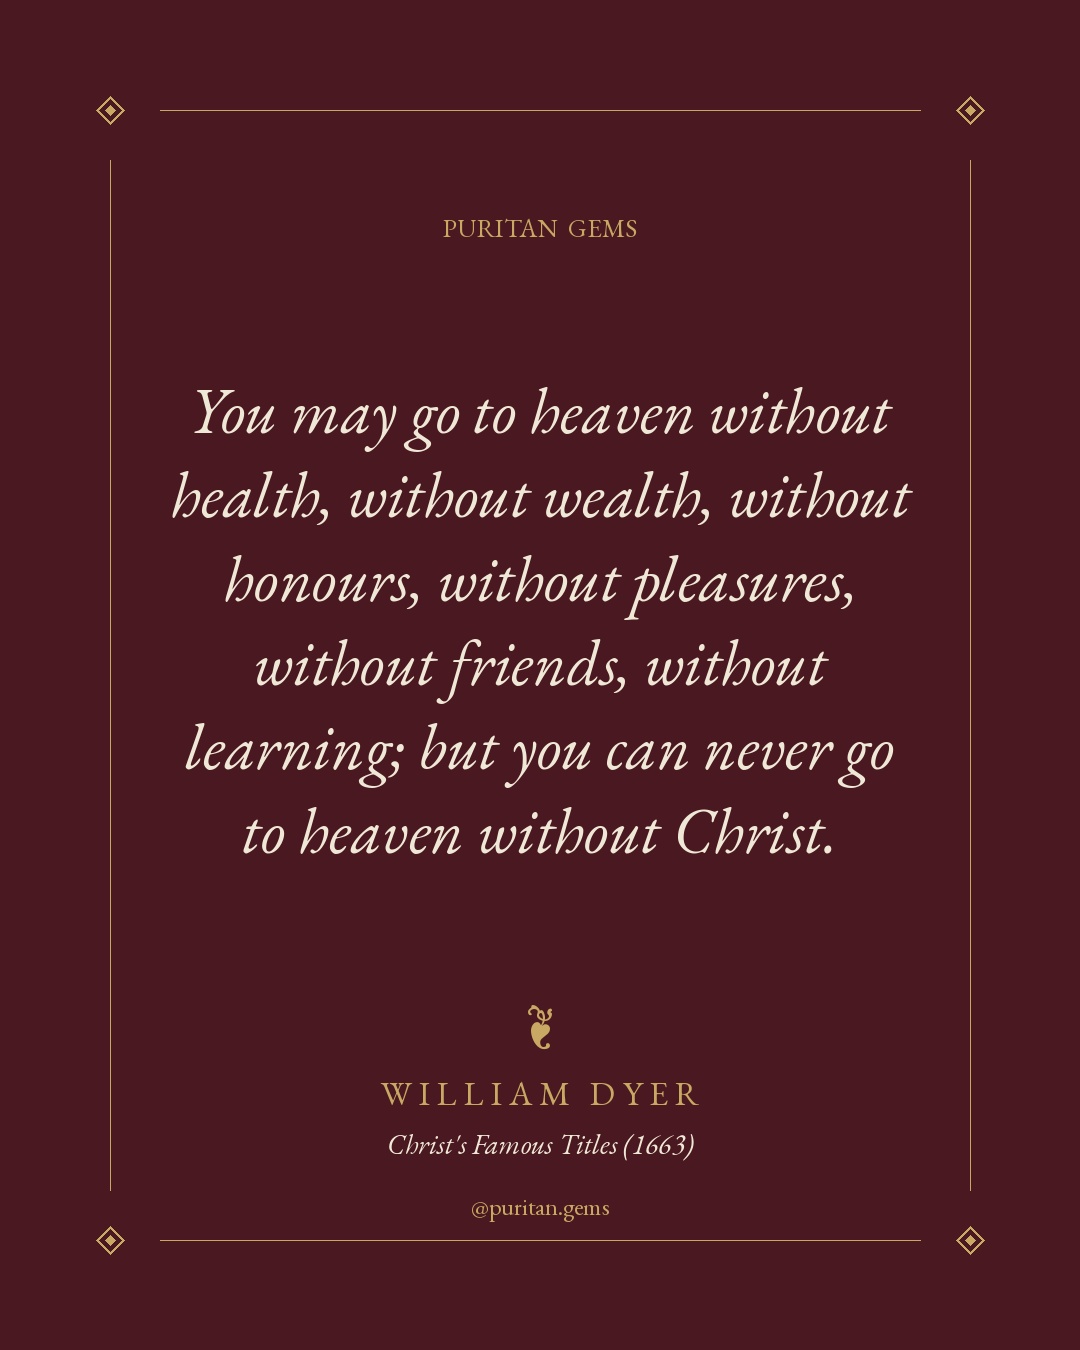 PURITAN GEMS
You may go to heaven without
health, without wealth, without
honours, without pleasures,
without friends, without
learning; but you can never go
to heaven without Christ.
WILLIAM DYER
Christ's Famous Titles (1663)
@puritan.gems